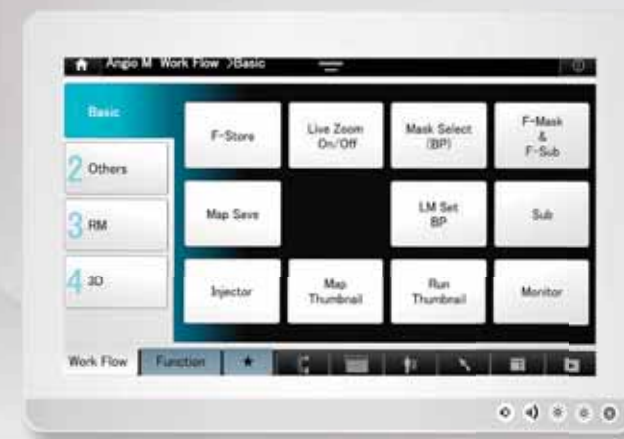 Angio M Work Flow >Basic
Basic
2 Others
3 RM
4 3D
F-Store
Live Zoom
On/Off
Mask Select
(BP)
F-Mask
&
F-Sub
Map Save
LM Set
BP
Sub
Injector
Map
Thumbnail
Run
Thumbnail
Monitor
Work Flow
Function